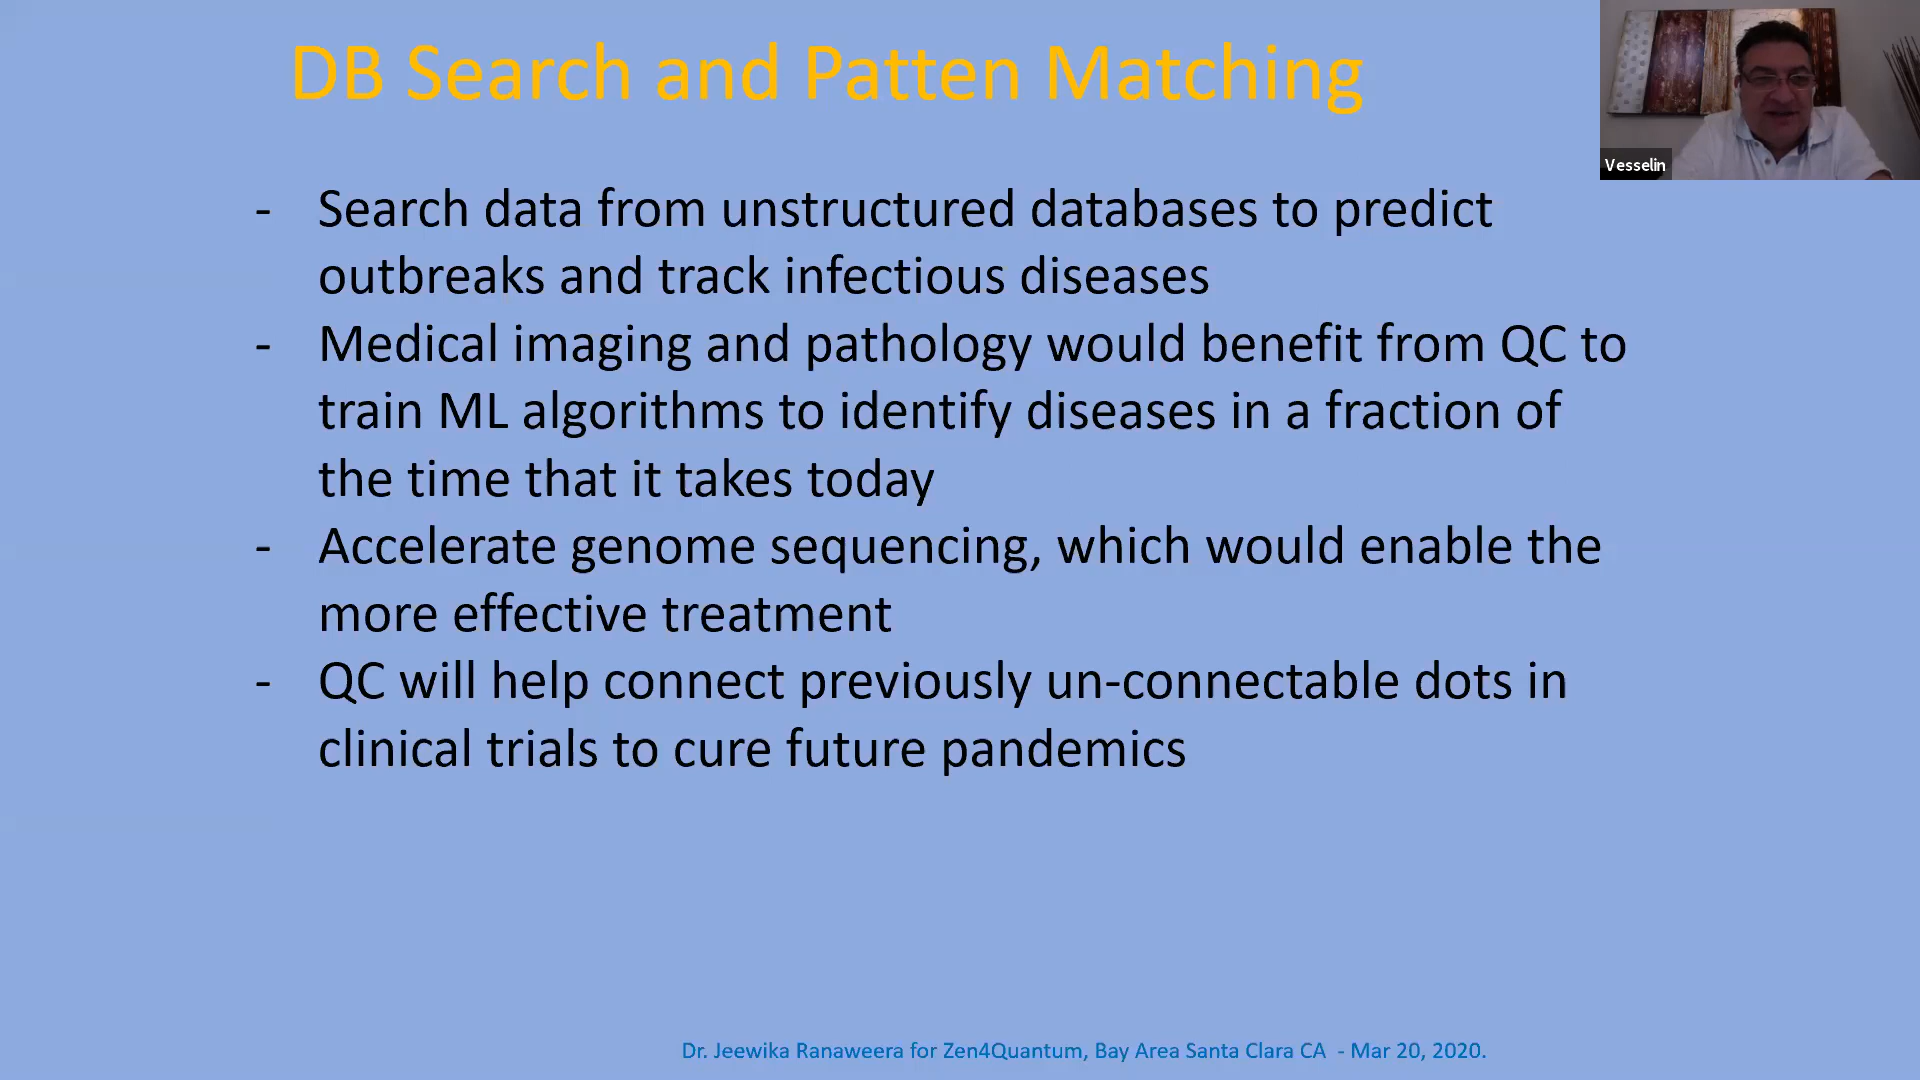 DB Search and Patten Matching
Vesselin
- Search data from unstructured databases to predict
outbreaks and track infectious diseases
- Medical imaging and pathology would benefit from QC to
train ML algorithms to identify diseases in a fraction of
the time that it takes today
- Accelerate genome sequencing, which would enable the
more effective treatment
- QC will help connect previously un-connectable dots in
clinical trials to cure future pandemics
Dr. Jeewika Ranaweera for Zen4Quantum, Bay Area Santa Clara CA - Mar 20, 2020.